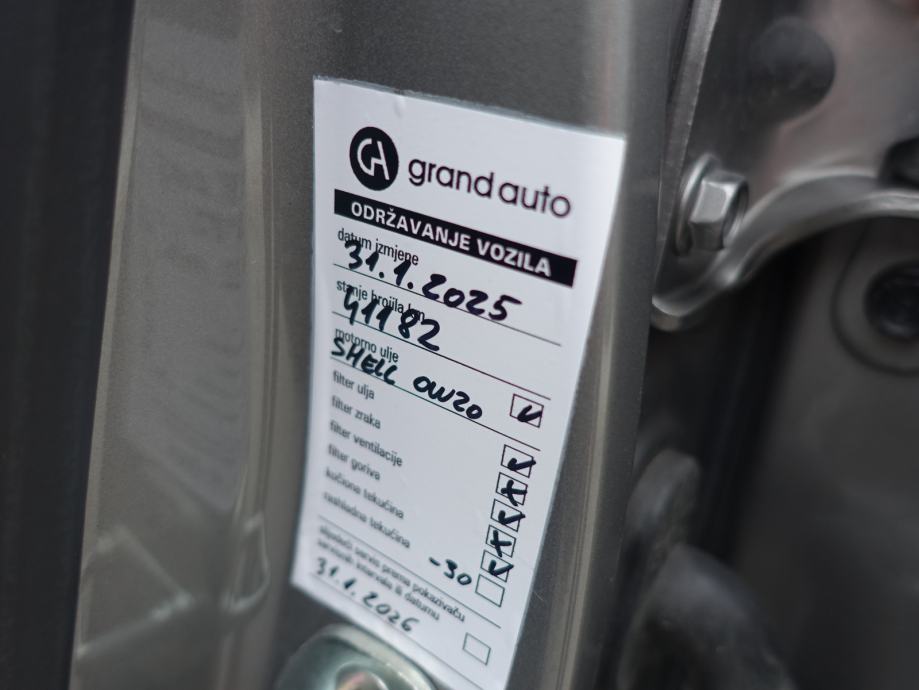 GA grand auto
ODRŽAVANJE VOZILA
datum izmjene
31.1.2025
stanje brojila km
41182
motorno ulje
SHELL 0W20
filter ulja
filter zraka
filter ventilacije
filter goriva
kočiona tekućina
rashladna tekućina -30
slijedeći servis prema pokazivaču
servisnih intervala ili datumu
31.1.2026